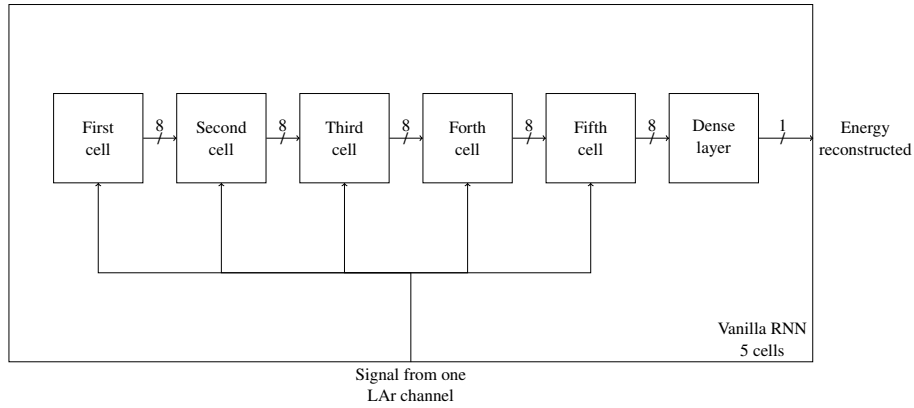 First
cell
8
Second
cell
8
Third
cell
8
Forth
cell
8
Fifth
cell
8
Dense
layer
1
Energy
reconstructed
Vanilla RNN
5 cells
Signal from one
LAr channel